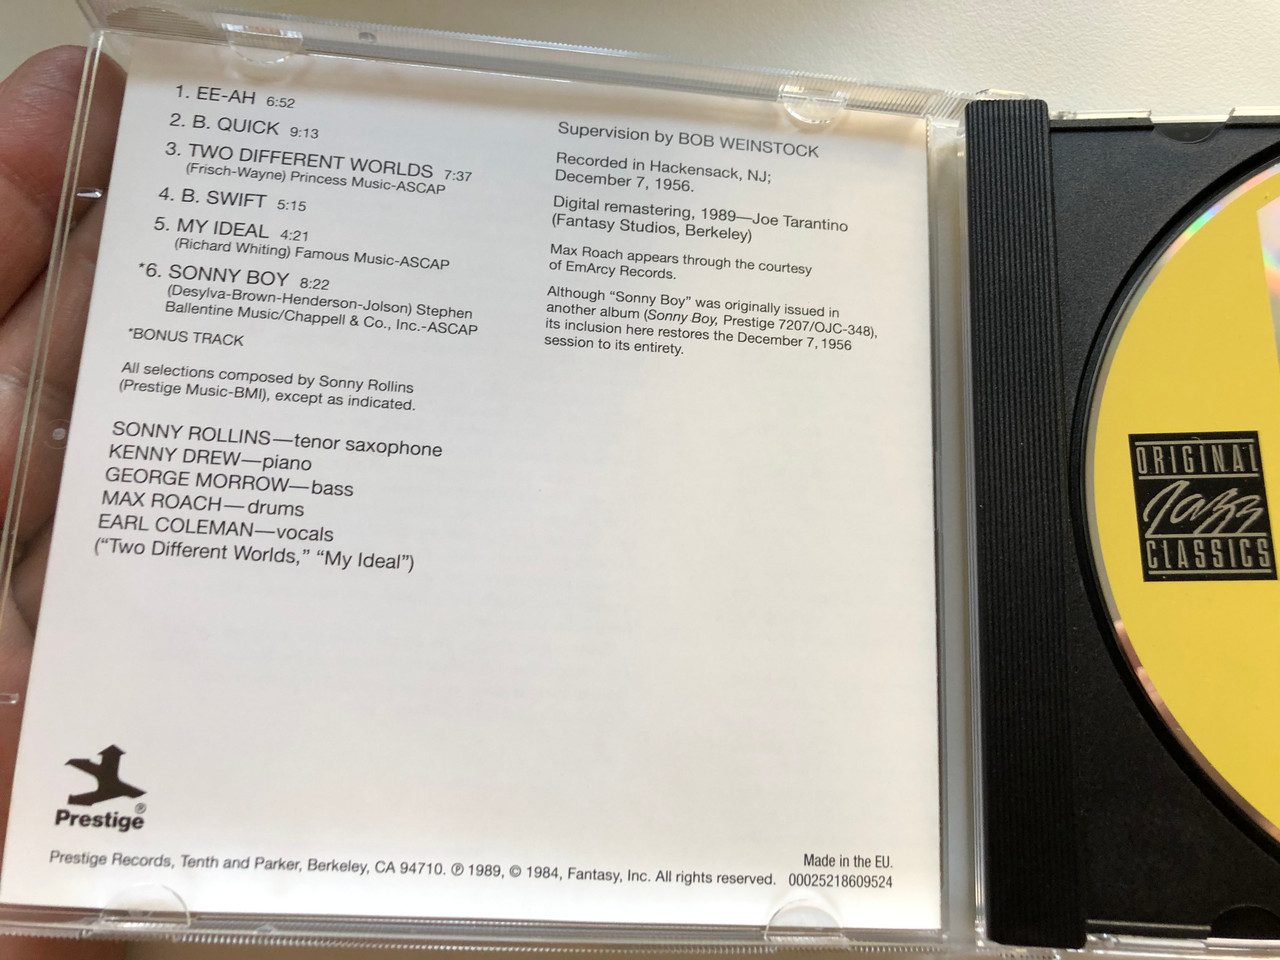 1. EE-AH 6:52
2. B. QUICK 9:13
3. TWO DIFFERENT WORLDS 7:37
(Frisch-Wayne) Princess Music-ASCAP
4. B. SWIFT 5:15
5. MY IDEAL 4:21
(Richard Whiting) Famous Music-ASCAP
*6. SONNY BOY 8:22
(Desylva-Brown-Henderson-Jolson) Stephen
Ballentine Music/Chappell & Co., Inc.-ASCAP
*BONUS TRACK
All selections composed by Sonny Rollins
(Prestige Music-BMI), except as indicated.
SONNY ROLLINS—tenor saxophone
KENNY DREW—piano
GEORGE MORROW—bass
MAX ROACH—drums
EARL COLEMAN—vocals
("Two Different Worlds," "My Ideal")
Supervision by BOB WEINSTOCK
Recorded in Hackensack, NJ;
December 7, 1956.
Digital remastering, 1989—Joe Tarantino
(Fantasy Studios, Berkeley)
Max Roach appears through the courtesy
of EmArcy Records.
Although "Sonny Boy" was originally issued in
another album (Sonny Boy, Prestige 7207/OJC-348),
its inclusion here restores the December 7, 1956
session to its entirety.
Prestige®
Prestige Records, Tenth and Parker, Berkeley, CA 94710. ℗ 1989, © 1984, Fantasy, Inc. All rights reserved.
Made in the EU.
00025218609524
ORIGINAL
Jazz
CLASSICS